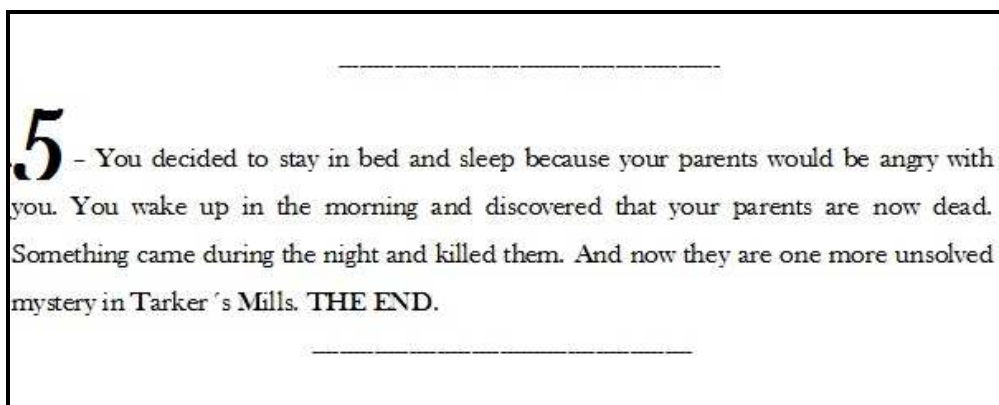 5 – You decided to stay in bed and sleep because your parents would be angry with
you. You wake up in the morning and discovered that your parents are now dead.
Something came during the night and killed them. And now they are one more unsolved
mystery in Tarker ´s Mills. THE END.